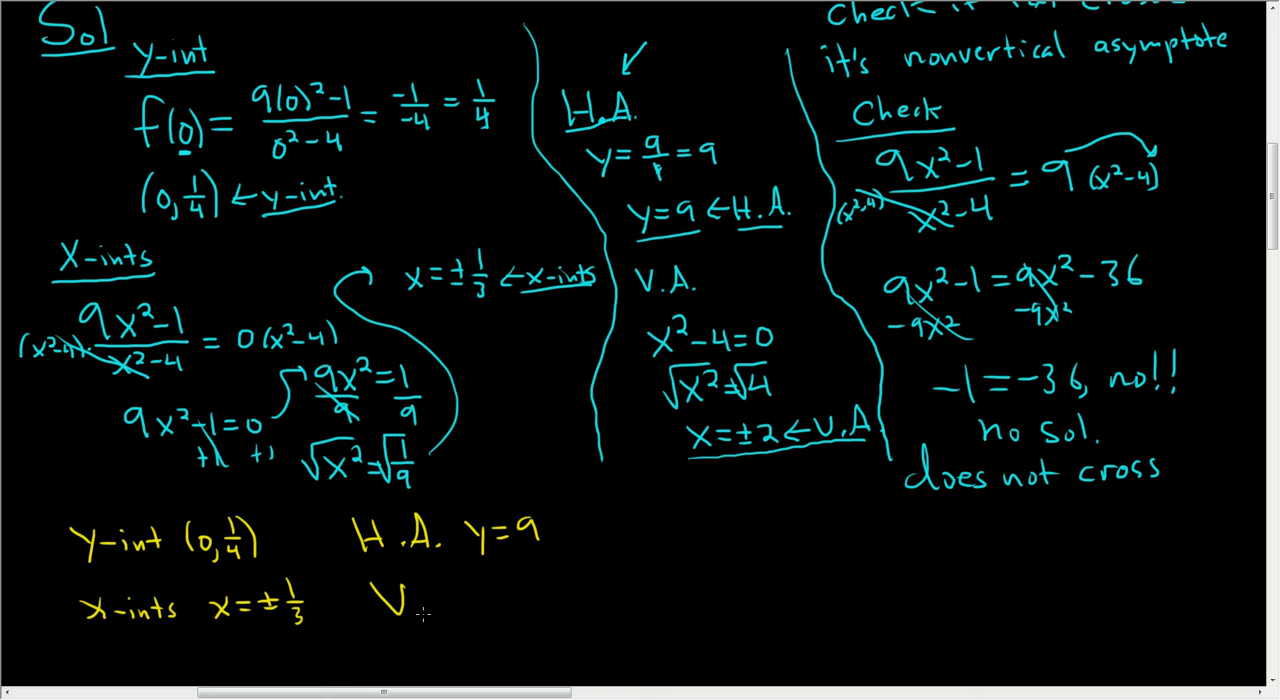 Sol
y-int
f(0) = 9(0)²-1 / 0²-4 = -1/-4 = 1/4
(0, 1/4) ← y-int.
X-ints
(x²-4)· 9x²-1 / x²-4 = 0(x²-4)
9x²-1=0
+1 +1
9x²/9 = 1/9
√x² = √1/9
x = ± 1/3 ← x-ints
H.A.
y = 9/1 = 9
y=9 ← H.A.
V.A.
x²-4=0
√x² = ±√4
x = ±2 ← V.A.
it's nonvertical asymptote
Check
(x²-4) 9x²-1 / x²-4 = 9 (x²-4)
9x²-1 = 9x²-36
-9x² -9x²
-1 = -36, no!!
no sol.
does not cross
y-int (0, 1/4) H.A. y=9
x-ints x = ± 1/3 V